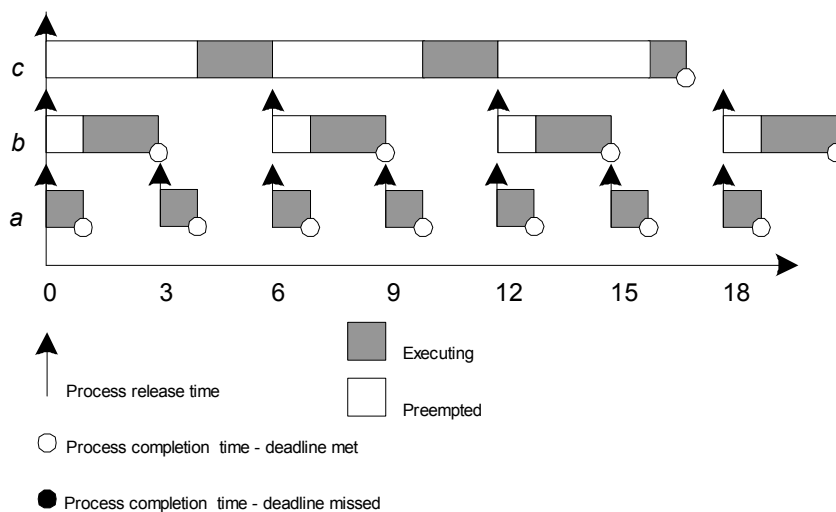 c
b
a
0 3 6 9 12 15 18
Executing
Process release time
Preempted
Process completion time - deadline met
Process completion time - deadline missed